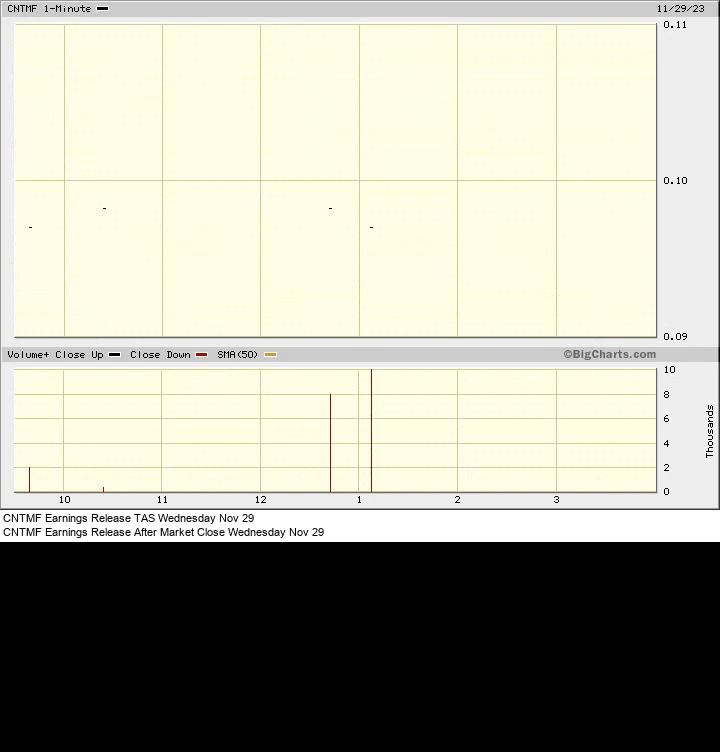 CNTMF 1-Minute 11/29/23
0.11
0.10
0.09
Volume+ Close Up Close Down SMA(50) ©BigCharts.com
10
8
6
4
2
0
Thousands
10 11 12 1 2 3
CNTMF Earnings Release TAS Wednesday Nov 29
CNTMF Earnings Release After Market Close Wednesday Nov 29